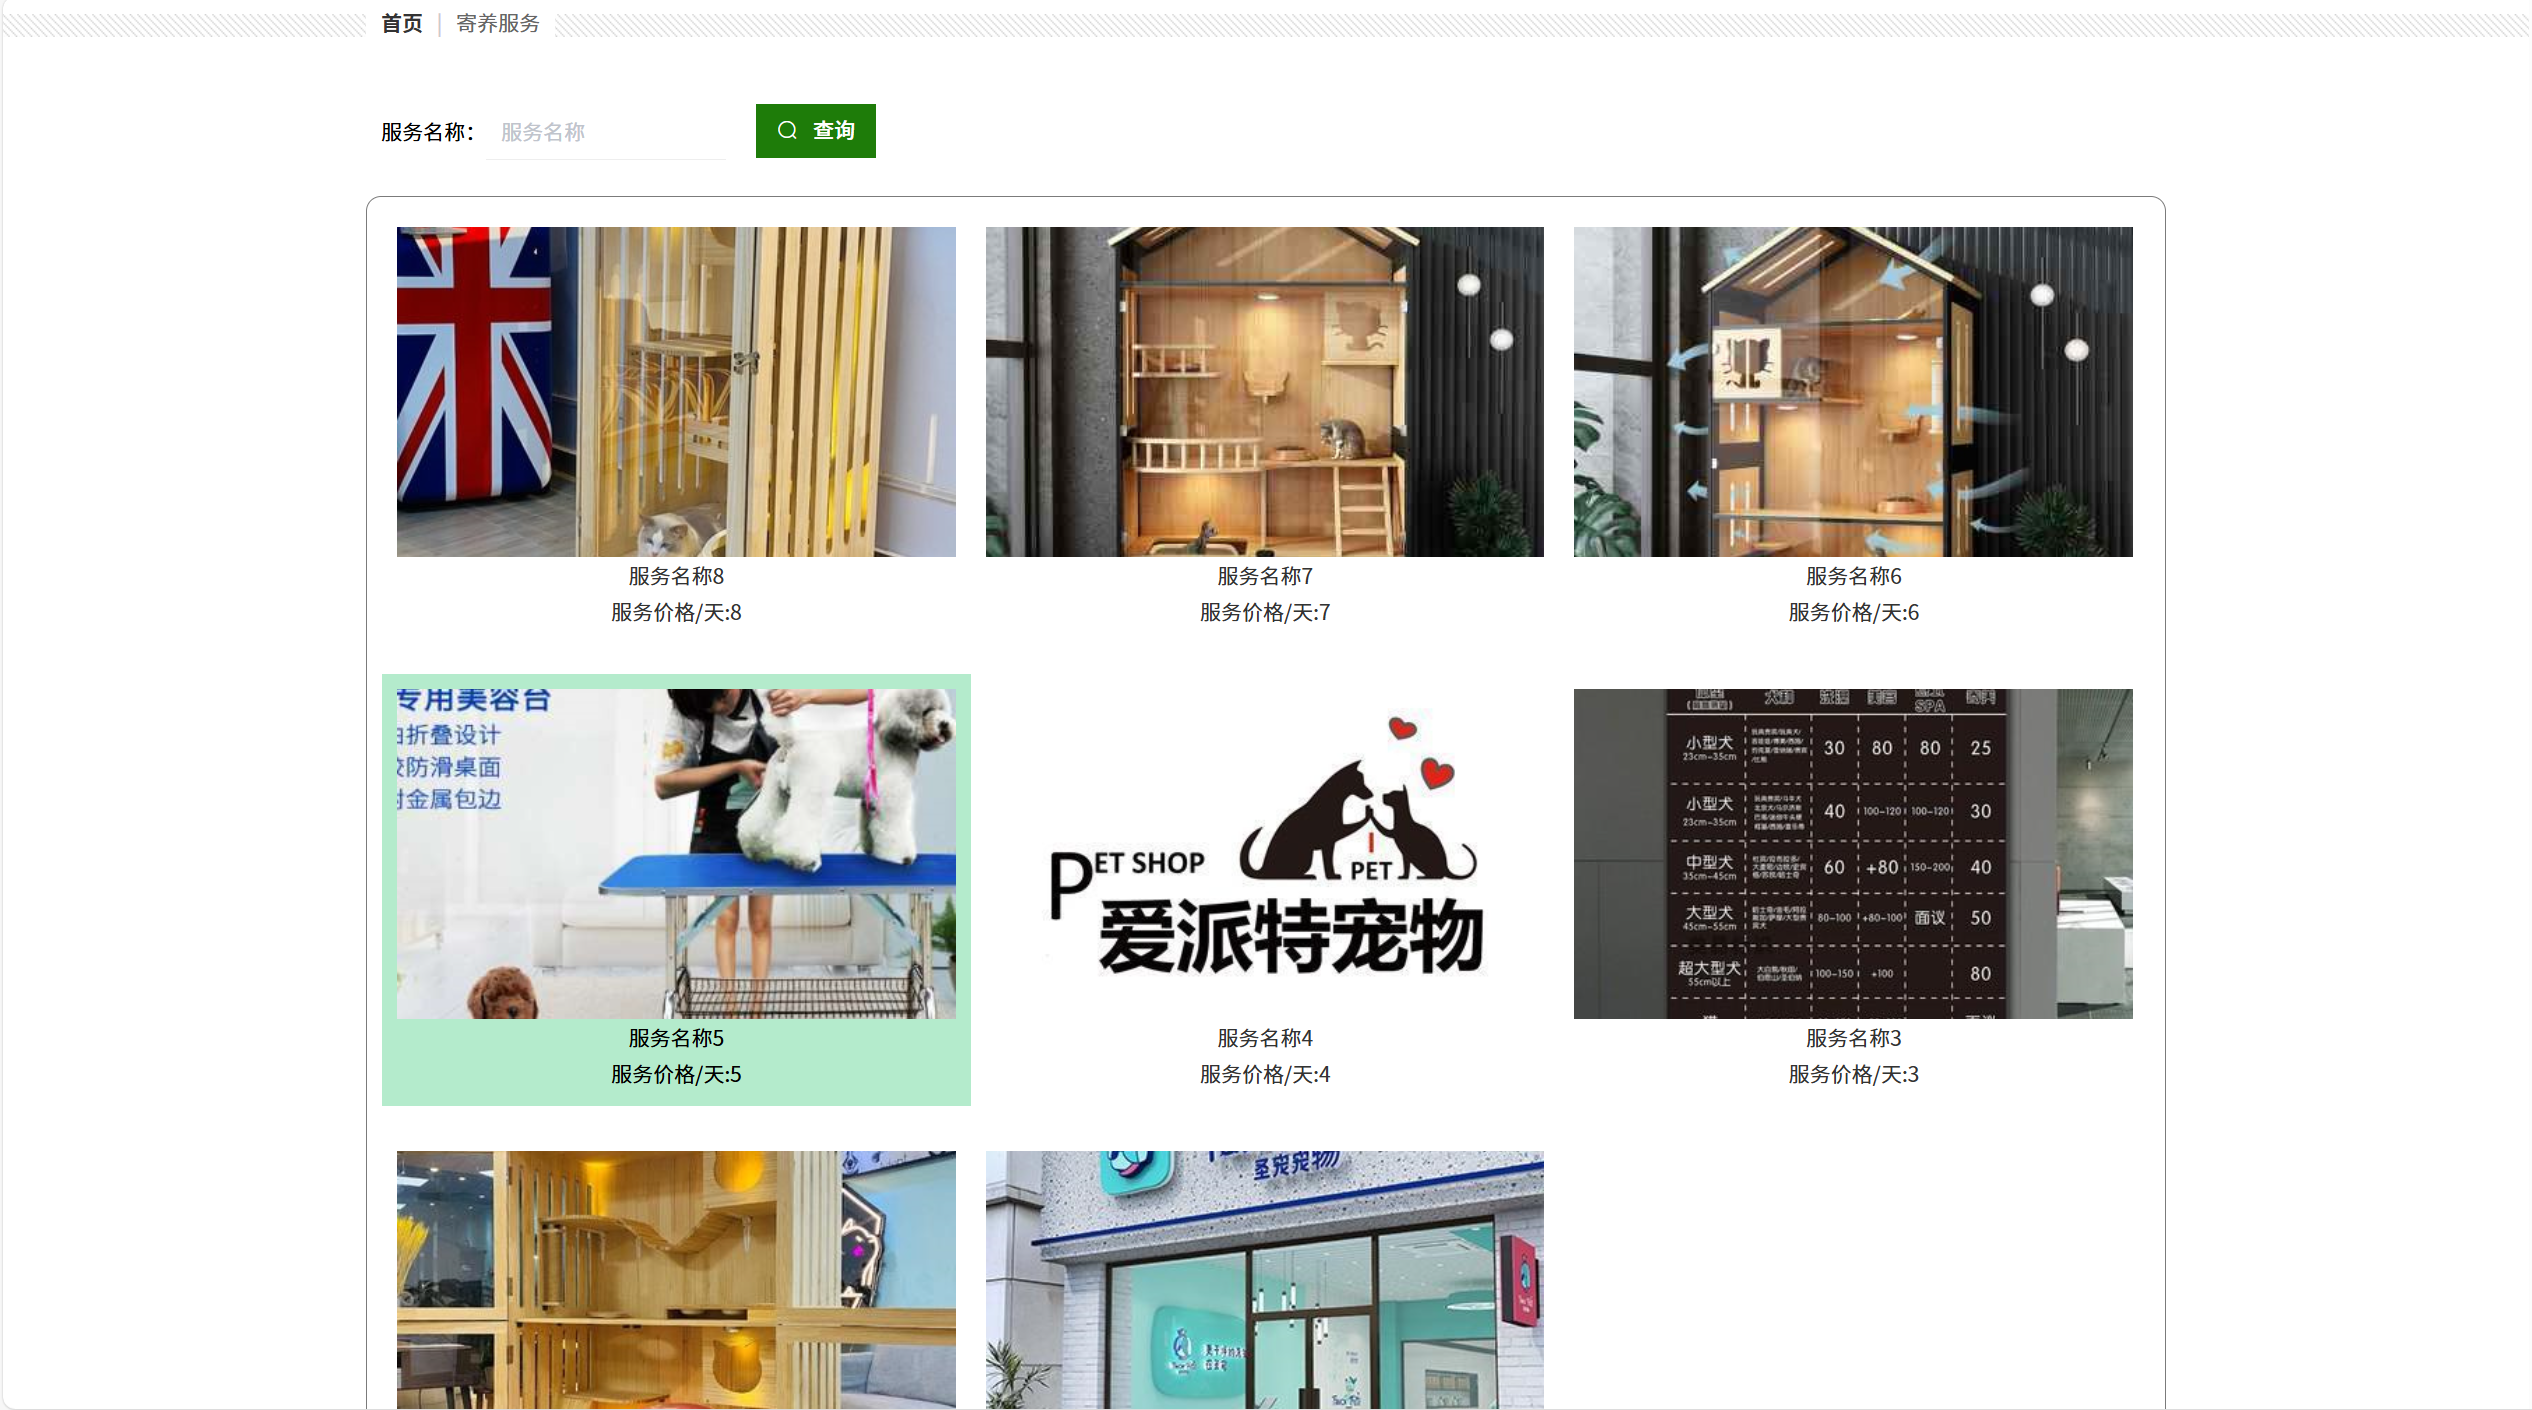 首页 | 寄养服务
服务名称： 服务名称 查询
服务名称8
服务价格/天:8
服务名称7
服务价格/天:7
服务名称6
服务价格/天:6
专用美容台
折叠设计
防滑桌面
金属包边
服务名称5
服务价格/天:5
PET SHOP
PET
爱派特宠物
服务名称4
服务价格/天:4
SPA
小型犬 30 80 80 25
23cm-35cm
小型犬 40 100-120 100-120 30
23cm-35cm
中型犬 60 +80 150-200 40
35cm-45cm
大型犬 80-100 +80-100 面议 50
45cm-55cm
超大型犬 100-150 +100 80
55cm以上
服务名称3
服务价格/天:3
圣宠宠物